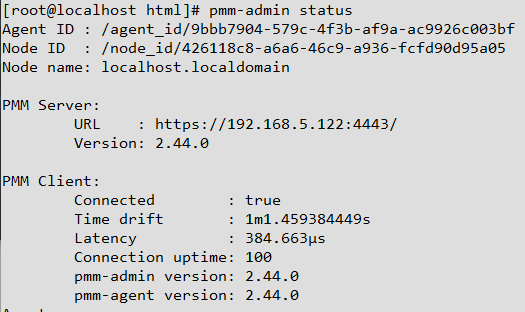 [root@localhost html]# pmm-admin status
Agent ID : /agent_id/9bbb7904-579c-4f3b-af9a-ac9926c003bf
Node ID  : /node_id/426118c8-a6a6-46c9-a936-fcfd90d95a05
Node name: localhost.localdomain

PMM Server:
        URL    : https://192.168.5.122:4443/
        Version: 2.44.0

PMM Client:
        Connected        : true
        Time drift       : 1m1.459384449s
        Latency          : 384.663µs
        Connection uptime: 100
        pmm-admin version: 2.44.0
        pmm-agent version: 2.44.0